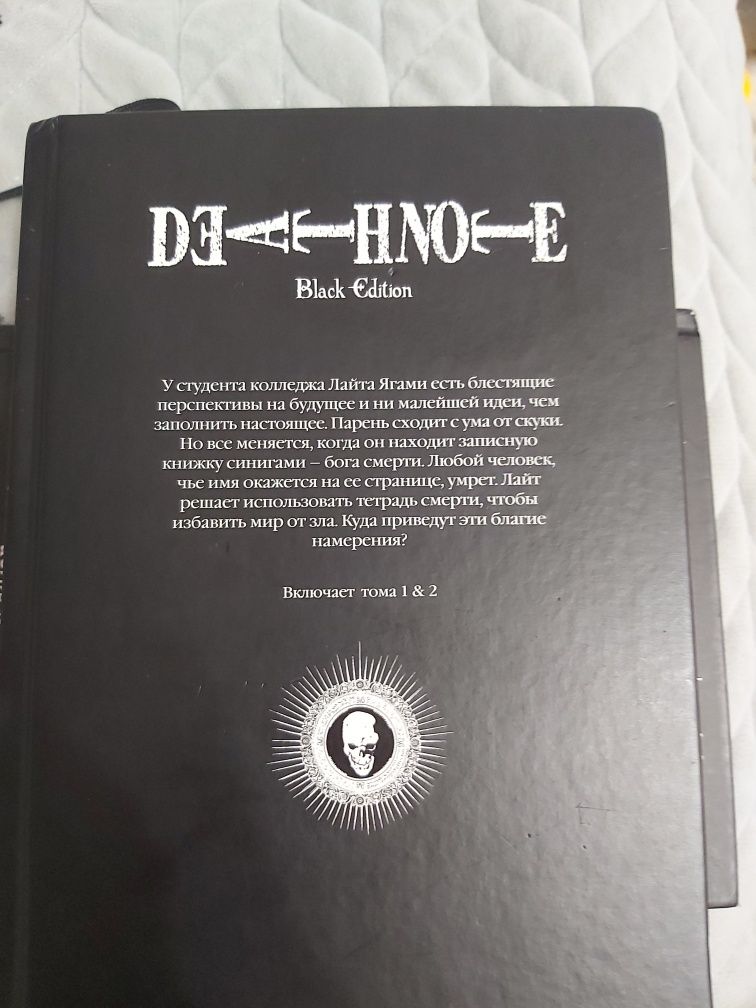 DEATHNOTE
Black Edition
У студента колледжа Лайта Ягами есть блестящие
перспективы на будущее и ни малейшей идеи, чем
заполнить настоящее. Парень сходит с ума от скуки.
Но все меняется, когда он находит записную
книжку синигами – бога смерти. Любой человек,
чье имя окажется на ее странице, умрет. Лайт
решает использовать тетрадь смерти, чтобы
избавить мир от зла. Куда приведут эти благие
намерения?
Включает тома 1 & 2